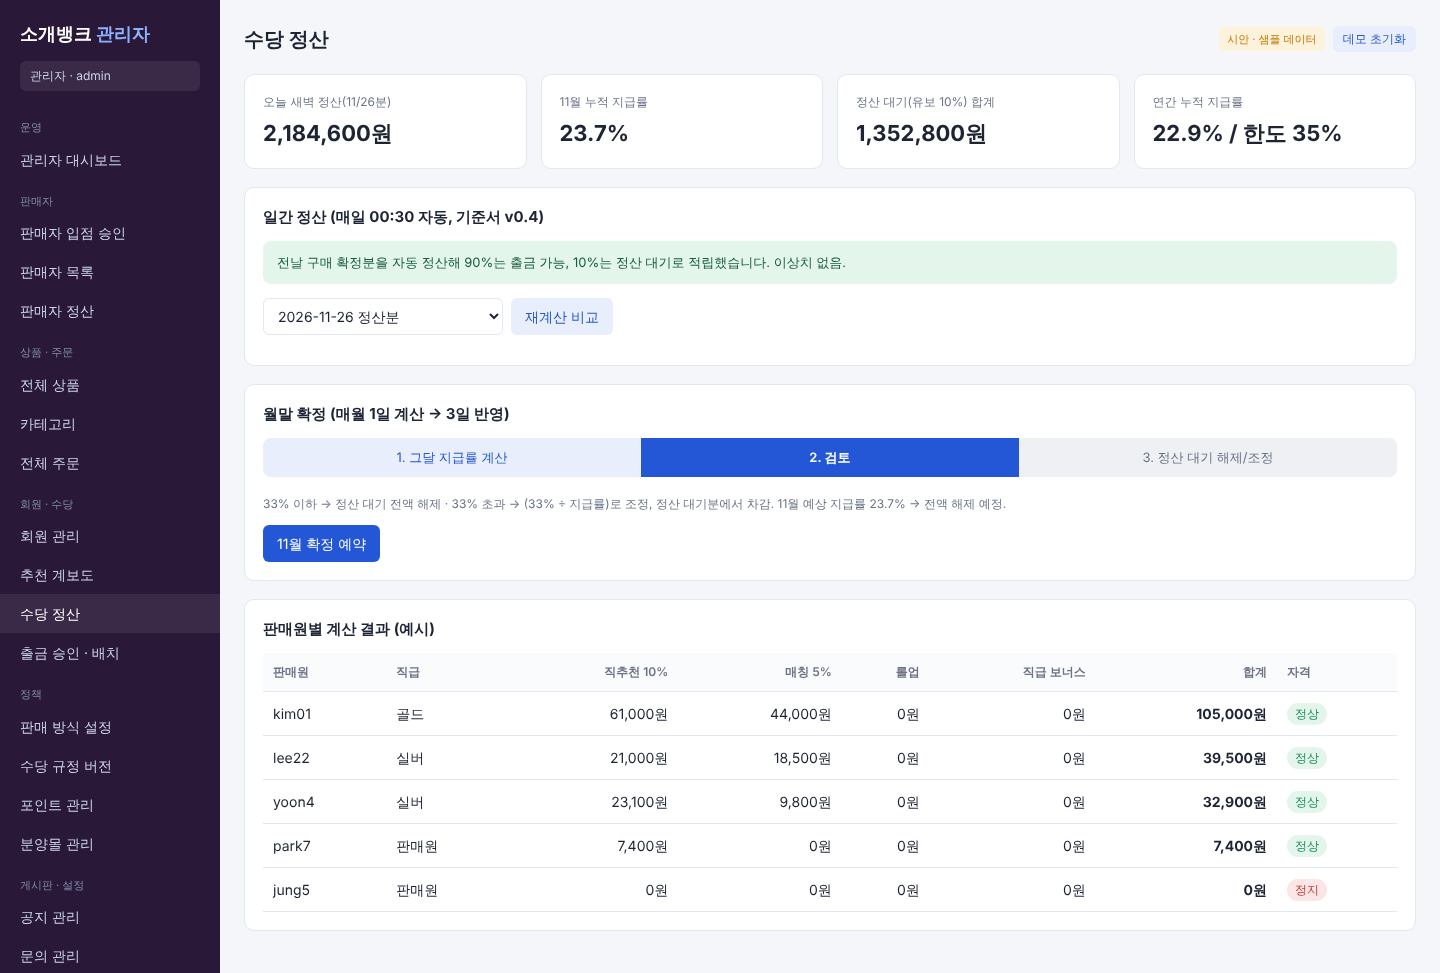 소개뱅크 관리자
관리자 · admin
운영
관리자 대시보드
판매자
판매자 입점 승인
판매자 목록
판매자 정산
상품 · 주문
전체 상품
카테고리
전체 주문
회원 · 수당
회원 관리
추천 계보도
수당 정산
출금 승인 · 배치
정책
판매 방식 설정
수당 규정 버전
포인트 관리
분양몰 관리
게시판 · 설정
공지 관리
문의 관리
수당 정산
시안 · 샘플 데이터
데모 초기화
오늘 새벽 정산(11/26분)
2,184,600원
11월 누적 지급률
23.7%
정산 대기(유보 10%) 합계
1,352,800원
연간 누적 지급률
22.9% / 한도 35%
일간 정산 (매일 00:30 자동, 기준서 v0.4)
전날 구매 확정분을 자동 정산해 90%는 출금 가능, 10%는 정산 대기로 적립했습니다. 이상치 없음.
2026-11-26 정산분
재계산 비교
월말 확정 (매월 1일 계산 → 3일 반영)
1. 그달 지급률 계산
2. 검토
3. 정산 대기 해제/조정
33% 이하 → 정산 대기 전액 해제 · 33% 초과 → (33% ÷ 지급률)로 조정, 정산 대기분에서 차감. 11월 예상 지급률 23.7% → 전액 해제 예정.
11월 확정 예약
판매원별 계산 결과 (예시)
판매원 직급 직추천 10% 매칭 5% 롤업 직급 보너스 합계 자격
kim01 골드 61,000원 44,000원 0원 0원 105,000원 정상
lee22 실버 21,000원 18,500원 0원 0원 39,500원 정상
yoon4 실버 23,100원 9,800원 0원 0원 32,900원 정상
park7 판매원 7,400원 0원 0원 0원 7,400원 정상
jung5 판매원 0원 0원 0원 0원 0원 정지